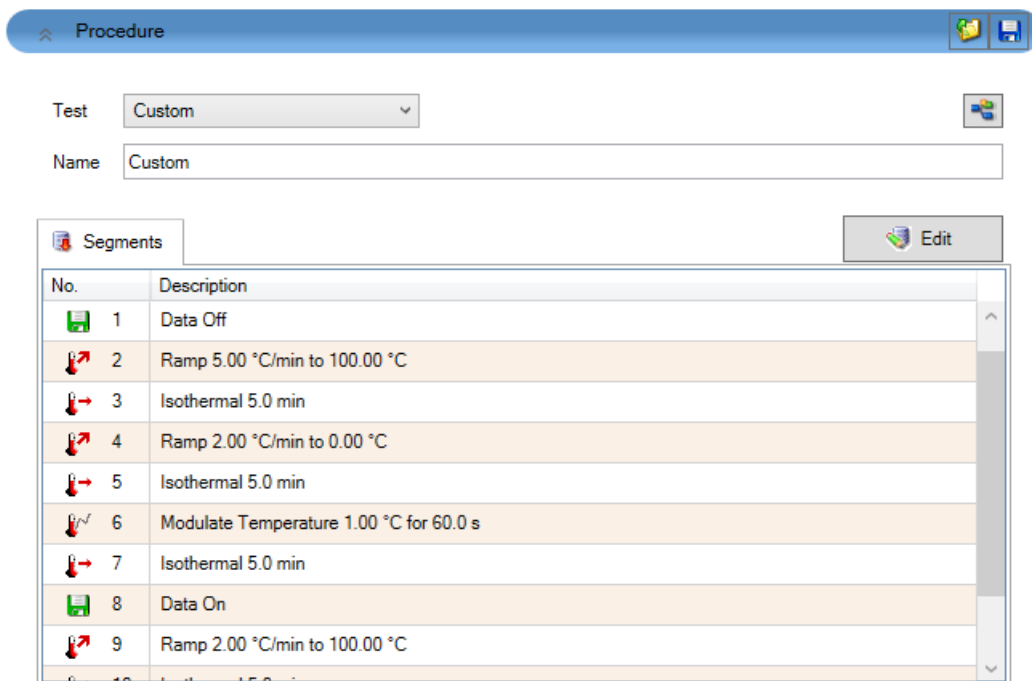 Procedure
Test Custom
Name Custom
Segments Edit
No. Description
1 Data Off
2 Ramp 5.00 °C/min to 100.00 °C
3 Isothermal 5.0 min
4 Ramp 2.00 °C/min to 0.00 °C
5 Isothermal 5.0 min
6 Modulate Temperature 1.00 °C for 60.0 s
7 Isothermal 5.0 min
8 Data On
9 Ramp 2.00 °C/min to 100.00 °C